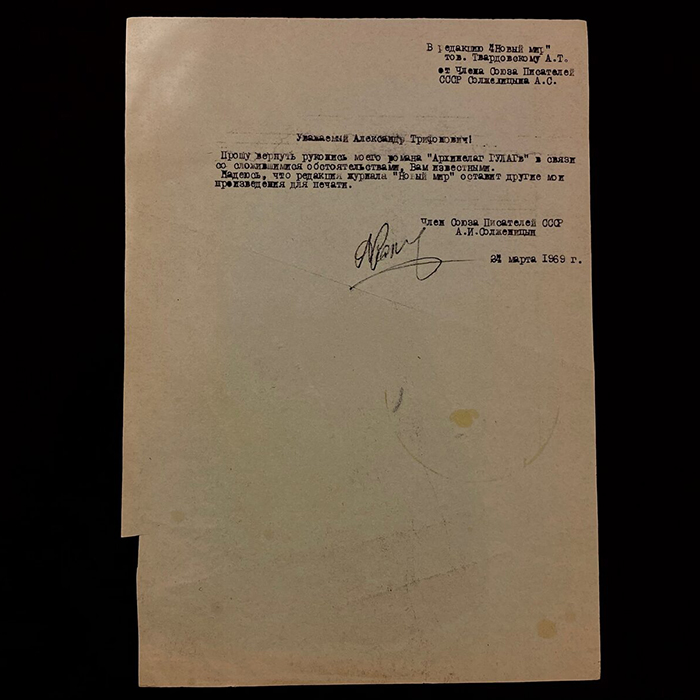 В редакцию "Новый мир"
тов. Твардовскому А.Т.
от Члена Союза Писателей
СССР Солжелицына А.С.
Уважаемый Александр Трифонович!
Прошу вернуть рукопись моего романа "Архипелаг ГУЛАГв" в связи
со сложившимися обстоятельствами, Вам известными.
Надеюсь, что редакция журнала "Новый мир" оставит другие мои
произведения для печати.
Член Союза Писателей СССР
А.И.Солженицын
24 марта 1969 г.